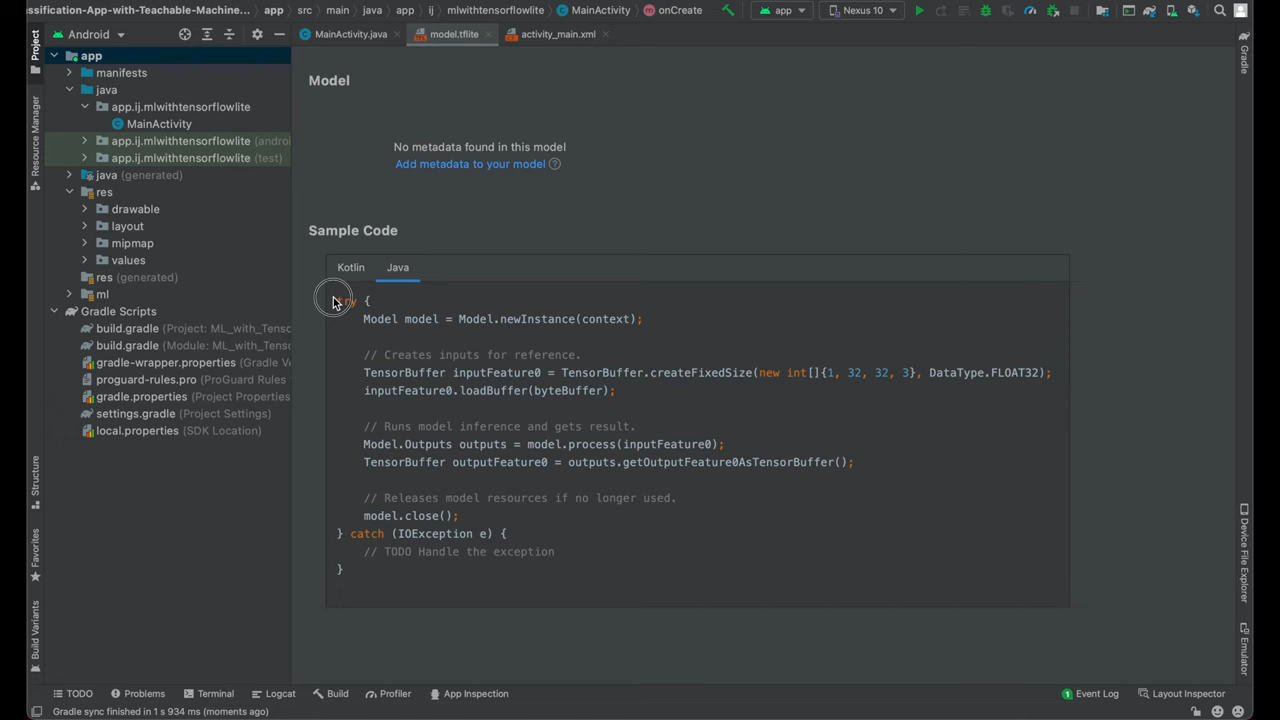 ssification-App-with-Teachable-Machine... app src main java app ij mlwithtensorflowlite MainActivity onCreate app Nexus 10
Project
Android
MainActivity.java model.tflite activity_main.xml
Gradle
app
manifests
java
app.ij.mlwithtensorflowlite
MainActivity
app.ij.mlwithtensorflowlite (androi
app.ij.mlwithtensorflowlite (test)
java (generated)
res
drawable
layout
mipmap
values
res (generated)
ml
Gradle Scripts
build.gradle (Project: ML_with_Tenso
build.gradle (Module: ML_with_Tenso
gradle-wrapper.properties (Gradle Ve
proguard-rules.pro (ProGuard Rules
gradle.properties (Project Properties
settings.gradle (Project Settings)
local.properties (SDK Location)
Resource Manager
Structure
Favorites
Build Variants
Model
No metadata found in this model
Add metadata to your model ?
Sample Code
Kotlin Java
try {
Model model = Model.newInstance(context);
// Creates inputs for reference.
TensorBuffer inputFeature0 = TensorBuffer.createFixedSize(new int[]{1, 32, 32, 3}, DataType.FLOAT32);
inputFeature0.loadBuffer(byteBuffer);
// Runs model inference and gets result.
Model.Outputs outputs = model.process(inputFeature0);
TensorBuffer outputFeature0 = outputs.getOutputFeature0AsTensorBuffer();
// Releases model resources if no longer used.
model.close();
} catch (IOException e) {
// TODO Handle the exception
}
Device File Explorer
Emulator
TODO Problems Terminal Logcat Build Profiler App Inspection 1 Event Log Layout Inspector
Gradle sync finished in 1 s 934 ms (moments ago)